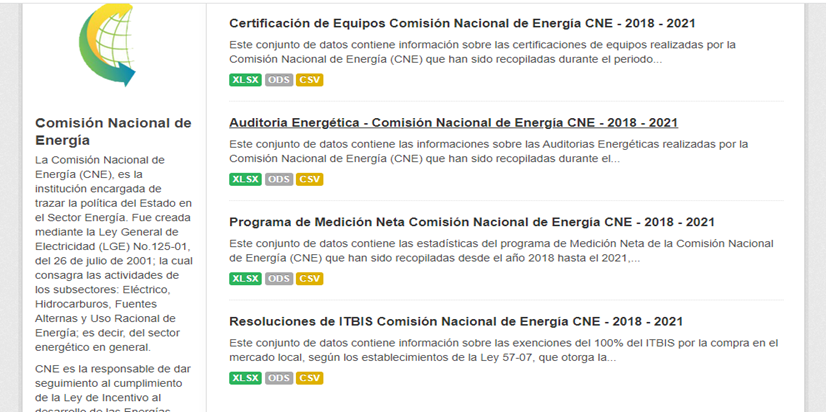 Comisión Nacional de
Energía
La Comisión Nacional de
Energía (CNE), es la
institución encargada de
trazar la política del Estado en
el Sector Energía. Fue creada
mediante la Ley General de
Electricidad (LGE) No.125-01,
del 26 de julio de 2001; la cual
consagra las actividades de
los subsectores: Eléctrico,
Hidrocarburos, Fuentes
Alternas y Uso Racional de
Energía; es decir, del sector
energético en general.
CNE es la responsable de dar
seguimiento al cumplimiento
de la Ley de Incentivo al
desarrollo de las Energías
Certificación de Equipos Comisión Nacional de Energía CNE - 2018 - 2021
Este conjunto de datos contiene información sobre las certificaciones de equipos realizadas por la
Comisión Nacional de Energía (CNE) que han sido recopiladas durante el periodo...
XLSX ODS CSV
Auditoria Energética - Comisión Nacional de Energía CNE - 2018 - 2021
Este conjunto de datos contiene las informaciones sobre las Auditorias Energéticas realizadas por la
Comisión Nacional de Energía (CNE) que han sido recopiladas durante el...
XLSX ODS CSV
Programa de Medición Neta Comisión Nacional de Energía CNE - 2018 - 2021
Este conjunto de datos contiene las estadísticas del programa de Medición Neta de la Comisión Nacional
de Energía (CNE) que han sido recopiladas desde el año 2018 hasta el 2021,...
XLSX ODS CSV
Resoluciones de ITBIS Comisión Nacional de Energía CNE - 2018 - 2021
Este conjunto de datos contiene información sobre las exenciones del 100% del ITBIS por la compra en el
mercado local, según los establecimientos de la Ley 57-07, que otorga la...
XLSX ODS CSV